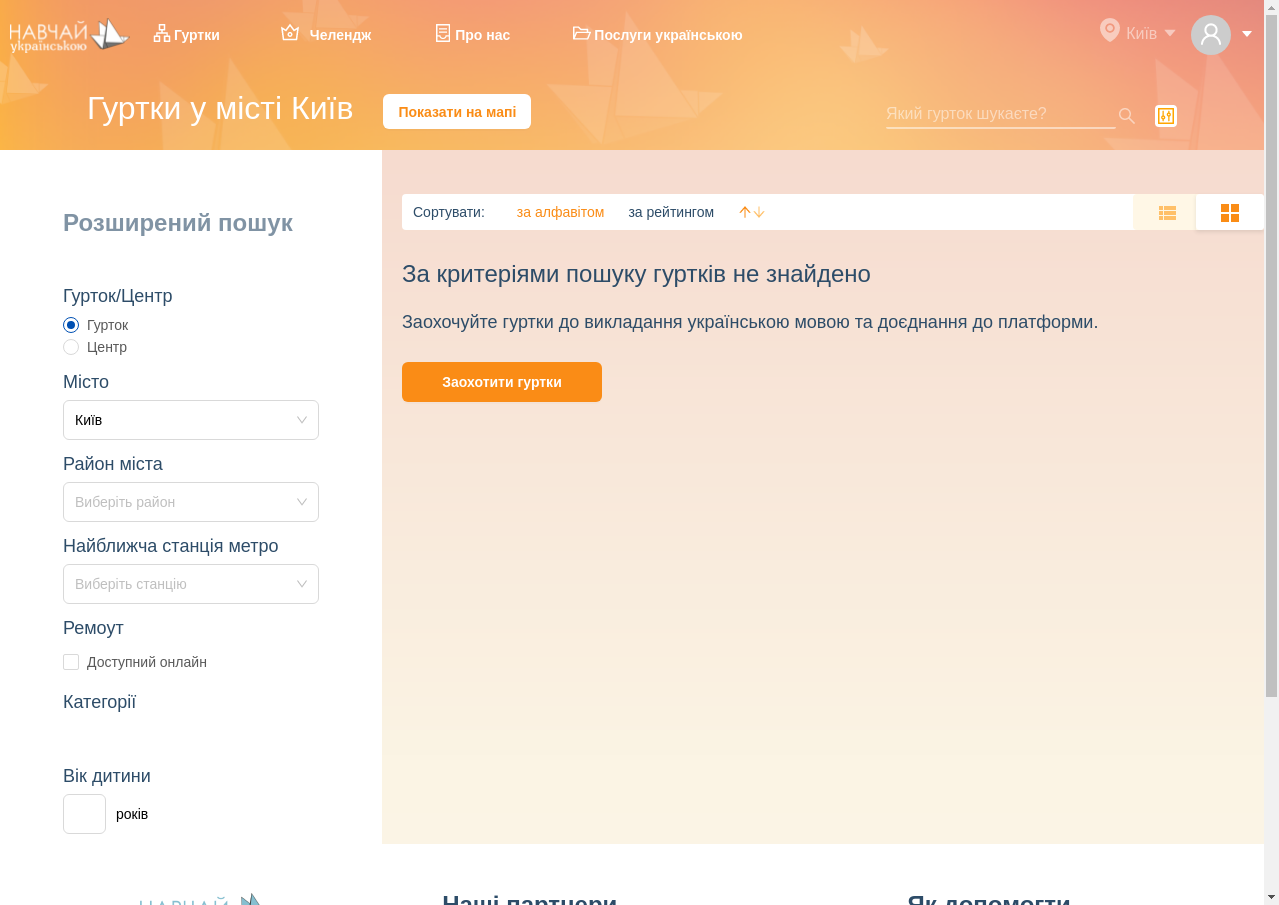 НАВЧАЙ
українською
Гуртки
Челендж
Про нас
Послуги українською
Київ
Гуртки у місті Київ
Показати на мапі
Який гурток шукаєте?
Розширений пошук
Сортувати:
за алфавітом
за рейтингом
За критеріями пошуку гуртків не знайдено
Заохочуйте гуртки до викладання українською мовою та доєднання до платформи.
Заохотити гуртки
Гурток/Центр
Гурток
Центр
Місто
Київ
Район міста
Виберіть район
Найближча станція метро
Виберіть станцію
Ремоут
Доступний онлайн
Категорії
Вік дитини
років
НАВЧАЙ
Наші партнери
Як допомогти